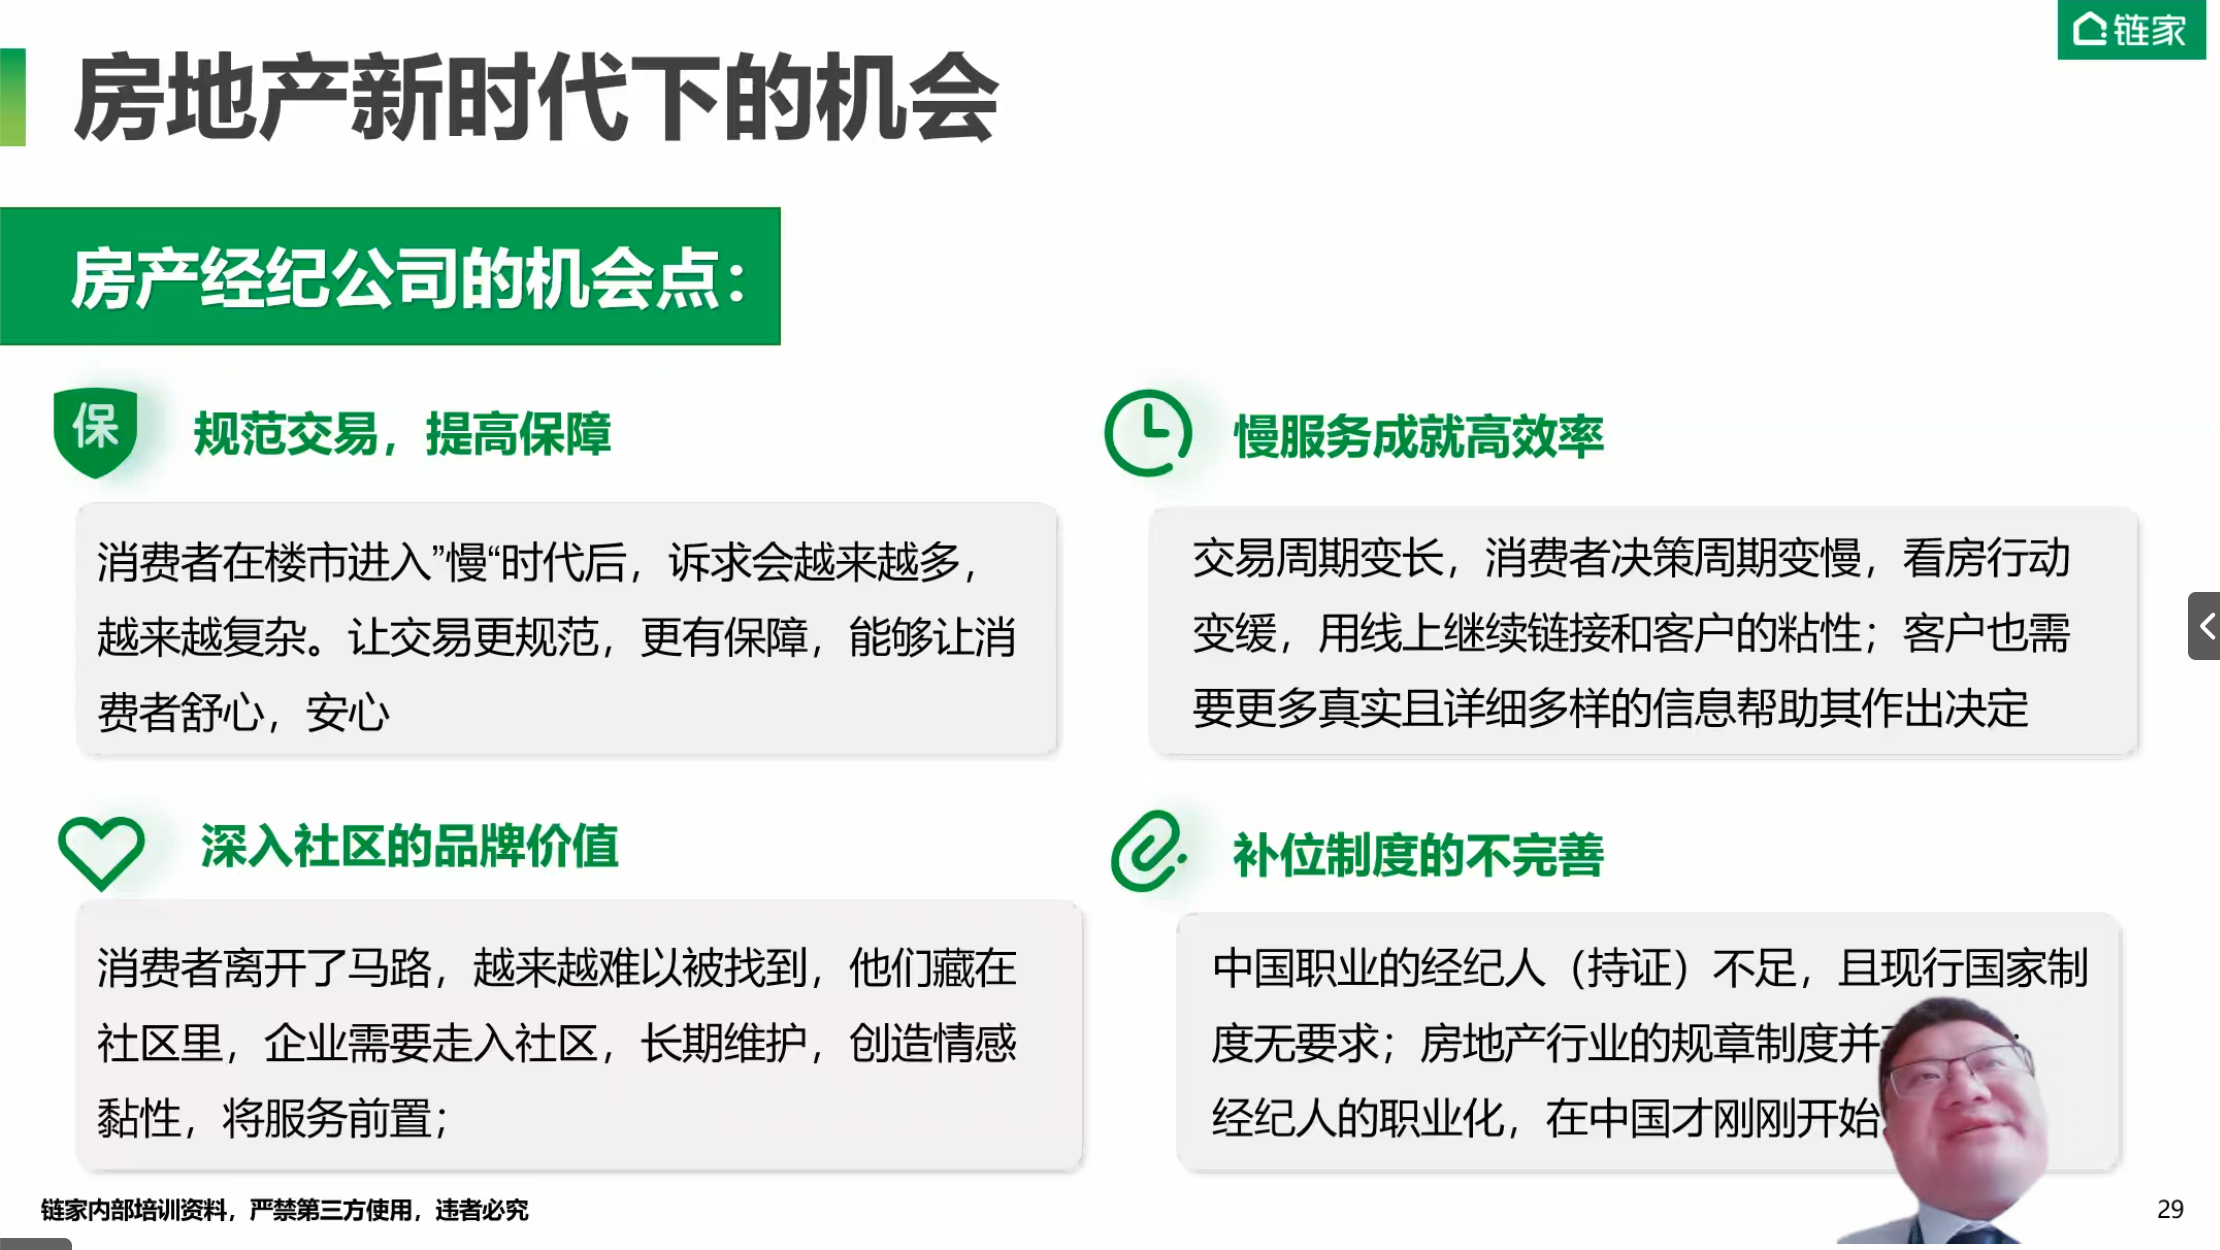 链家
房地产新时代下的机会
房产经纪公司的机会点：
保
规范交易，提高保障
消费者在楼市进入”慢“时代后，诉求会越来越多，
越来越复杂。让交易更规范，更有保障，能够让消
费者舒心，安心
慢服务成就高效率
交易周期变长，消费者决策周期变慢，看房行动
变缓，用线上继续链接和客户的粘性；客户也需
要更多真实且详细多样的信息帮助其作出决定
深入社区的品牌价值
消费者离开了马路，越来越难以被找到，他们藏在
社区里，企业需要走入社区，长期维护，创造情感
黏性，将服务前置；
补位制度的不完善
中国职业的经纪人（持证）不足，且现行国家制
度无要求；房地产行业的规章制度并
经纪人的职业化，在中国才刚刚开始
链家内部培训资料，严禁第三方使用，违者必究
29